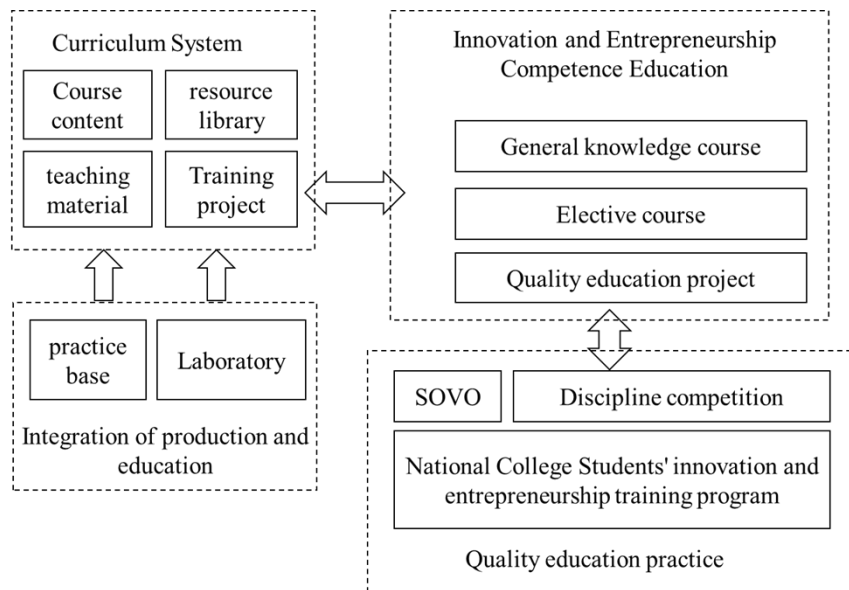 Curriculum System
Course
content
resource
library
teaching
material
Training
project
practice
base
Laboratory
Integration of production and
education
Innovation and Entrepreneurship
Competence Education
General knowledge course
Elective course
Quality education project
SOVO
Discipline competition
National College Students' innovation and
entrepreneurship training program
Quality education practice